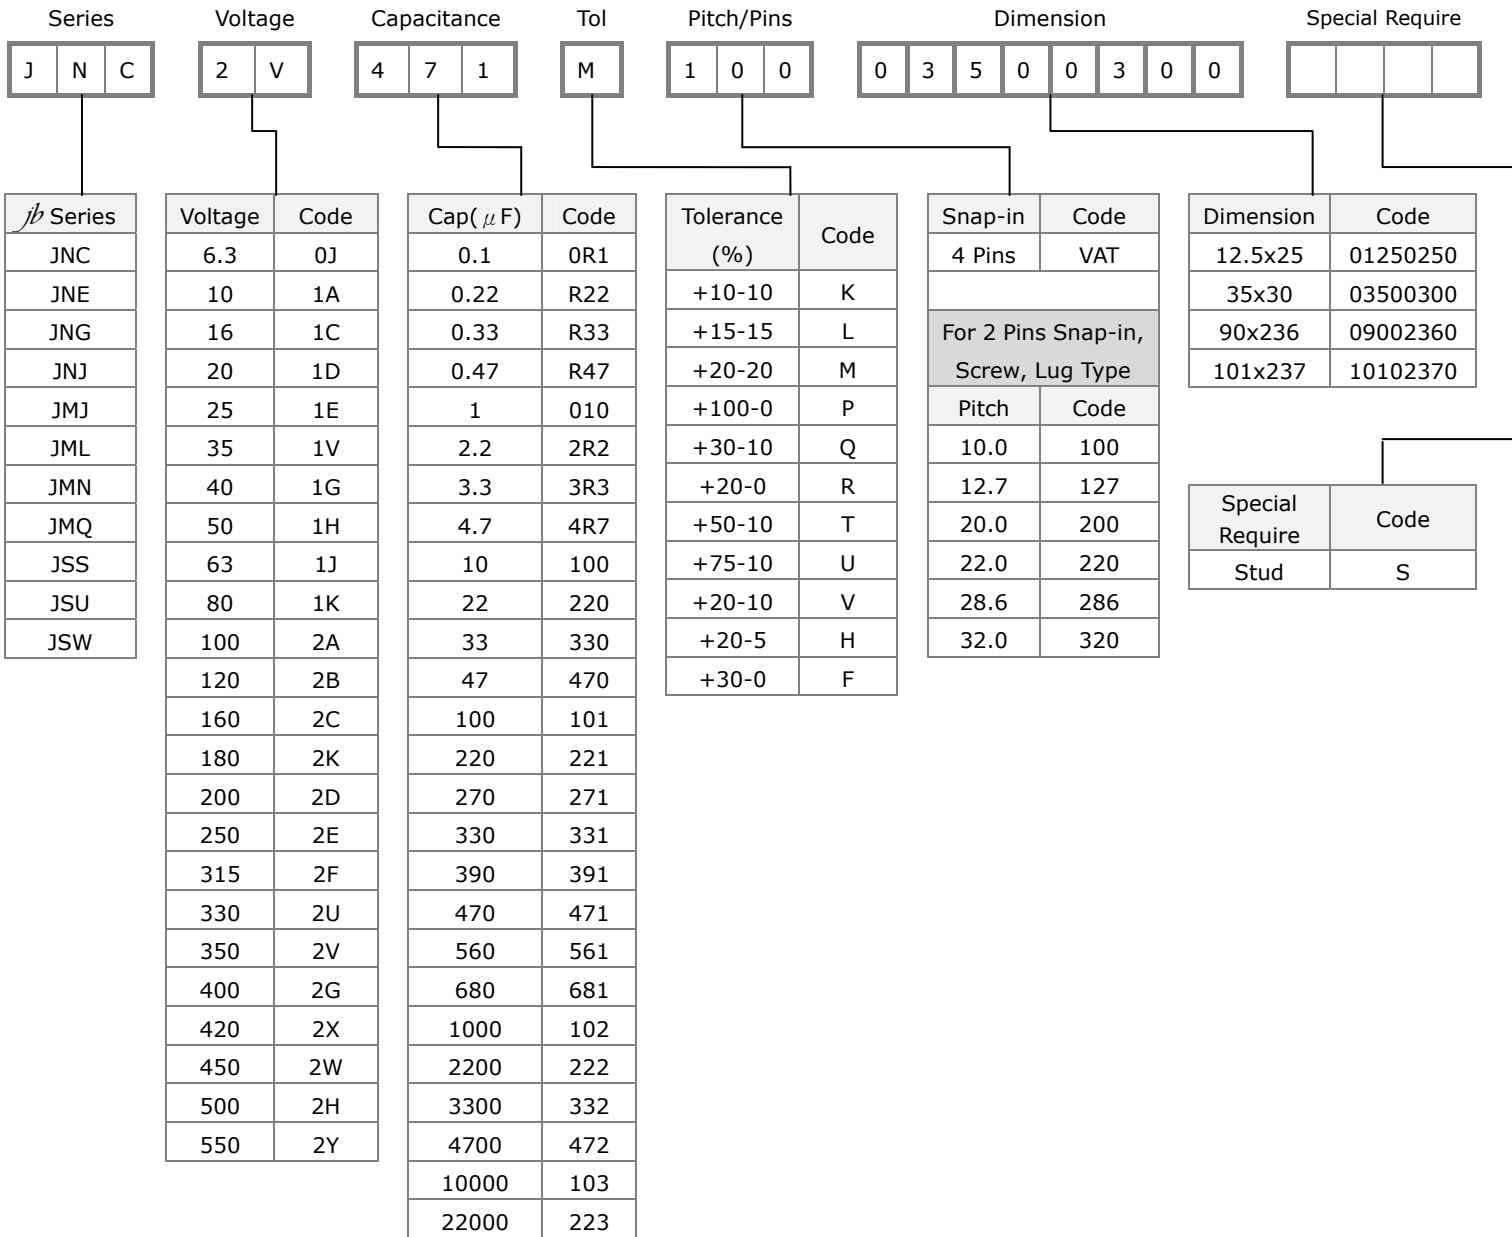 Series Voltage Capacitance Tol Pitch/Pins Dimension Special Require
J N C 2 V 4 7 1 M 1 0 0 0 3 5 0 0 3 0 0
jb Series
JNC
JNE
JNG
JNJ
JMJ
JML
JMN
JMQ
JSS
JSU
JSW
Voltage Code
6.3 0J
10 1A
16 1C
20 1D
25 1E
35 1V
40 1G
50 1H
63 1J
80 1K
100 2A
120 2B
160 2C
180 2K
200 2D
250 2E
315 2F
330 2U
350 2V
400 2G
420 2X
450 2W
500 2H
550 2Y
Cap(μF) Code
0.1 0R1
0.22 R22
0.33 R33
0.47 R47
1 010
2.2 2R2
3.3 3R3
4.7 4R7
10 100
22 220
33 330
47 470
100 101
220 221
270 271
330 331
390 391
470 471
560 561
680 681
1000 102
2200 222
3300 332
4700 472
10000 103
22000 223
Tolerance
(%) Code
+10-10 K
+15-15 L
+20-20 M
+100-0 P
+30-10 Q
+20-0 R
+50-10 T
+75-10 U
+20-10 V
+20-5 H
+30-0 F
Snap-in Code
4 Pins VAT
For 2 Pins Snap-in,
Screw, Lug Type
Pitch Code
10.0 100
12.7 127
20.0 200
22.0 220
28.6 286
32.0 320
Dimension Code
12.5x25 01250250
35x30 03500300
90x236 09002360
101x237 10102370
Special
Require Code
Stud S